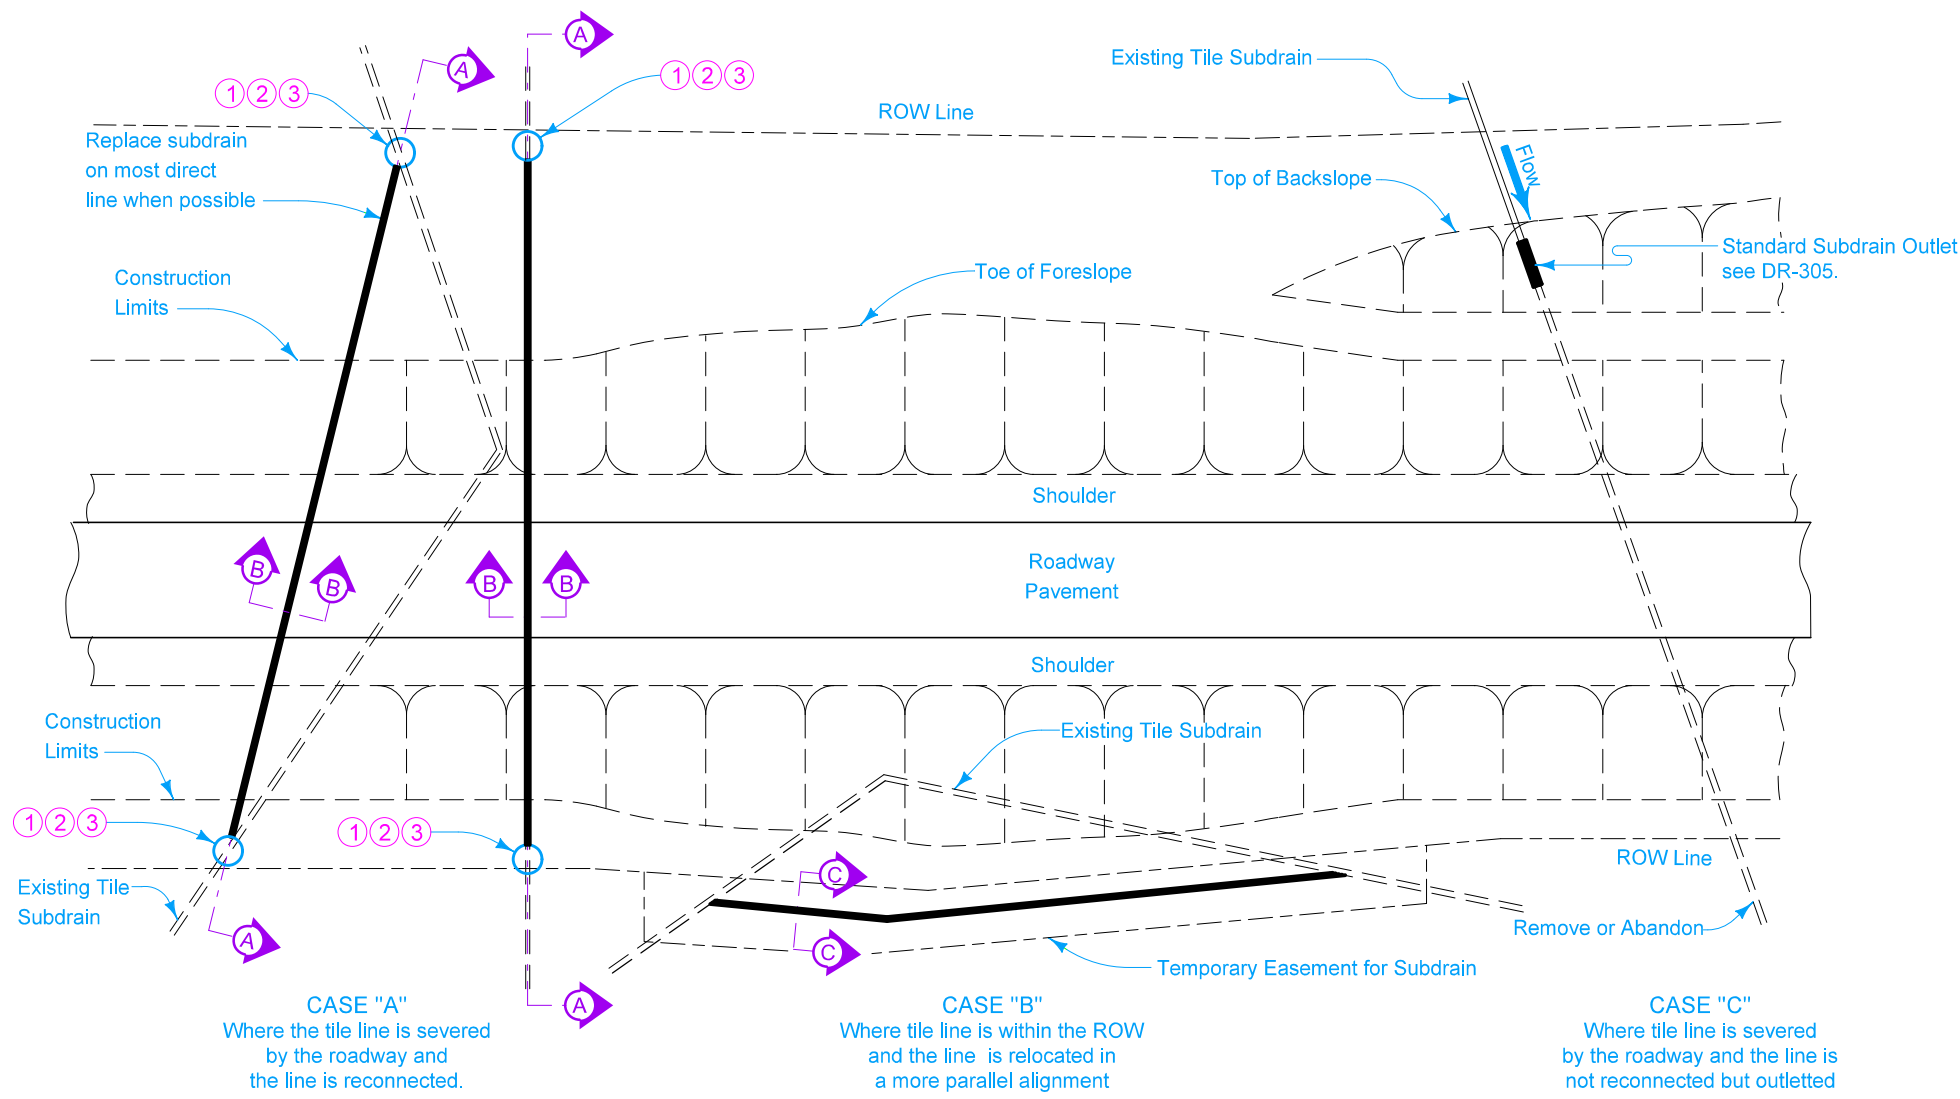 A
A
1 2 3
1 2 3
Existing Tile Subdrain
ROW Line
Replace subdrain
on most direct
line when possible
Flow
Top of Backslope
Standard Subdrain Outlet
see DR-305.
Construction
Limits
Toe of Foreslope
Shoulder
B
B
B
B
Roadway
Pavement
Shoulder
Construction
Limits
Existing Tile Subdrain
1 2 3
1 2 3
ROW Line
Existing Tile
Subdrain
C
A
C
Remove or Abandon
Temporary Easement for Subdrain
A
CASE "A"
Where the tile line is severed
by the roadway and
the line is reconnected.
CASE "B"
Where tile line is within the ROW
and the line is relocated in
a more parallel alignment
CASE "C"
Where tile line is severed
by the roadway and the line is
not reconnected but outletted